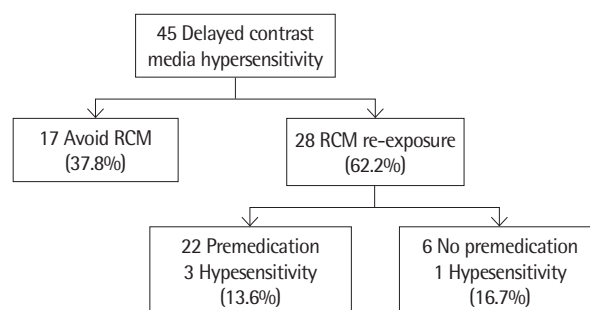 45 Delayed contrast
media hypersensitivity
17 Avoid RCM
(37.8%)
28 RCM re-exposure
(62.2%)
22 Premedication
3 Hypesensitivity
(13.6%)
6 No premedication
1 Hypesensitivity
(16.7%)